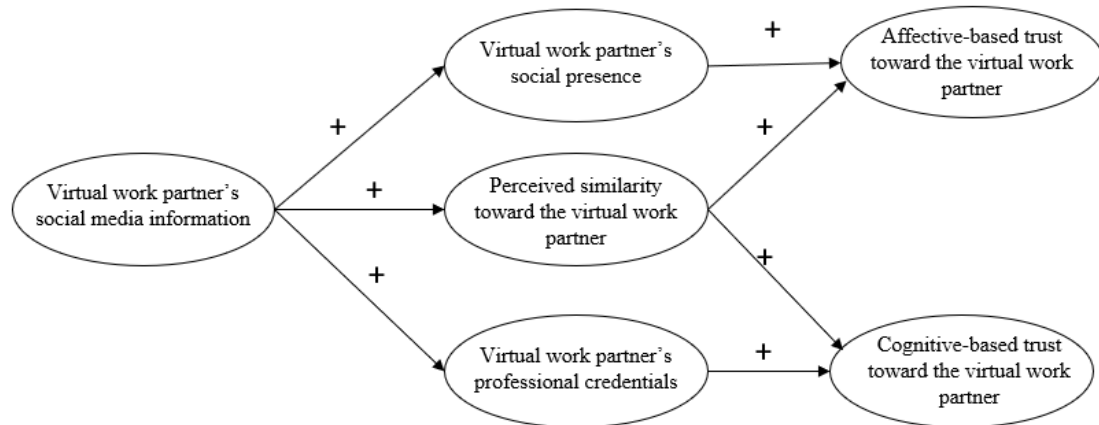 Virtual work partner's
social media information
+
+
+
Virtual work partner's
social presence
Perceived similarity
toward the virtual work
partner
Virtual work partner's
professional credentials
+
+
+
+
Affective-based trust
toward the virtual work
partner
Cognitive-based trust
toward the virtual work
partner